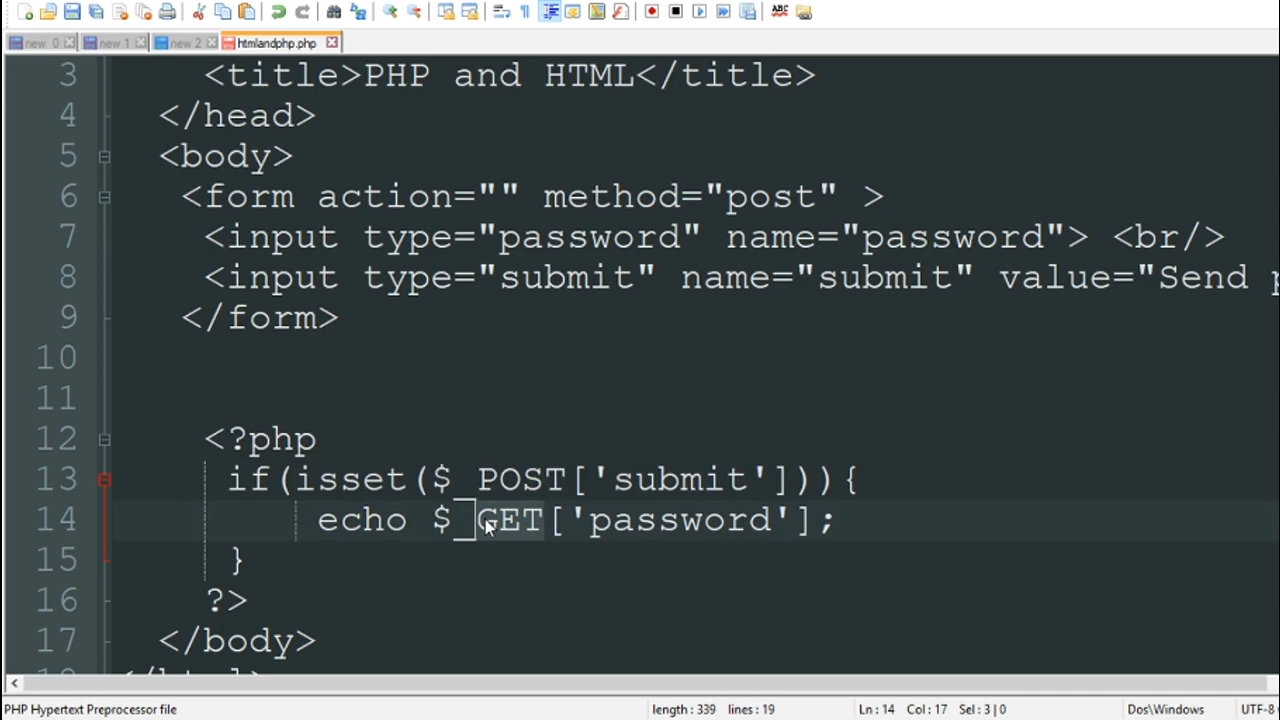 ABC
new 0 new 1 new 2 htmlandphp.php
3 <title>PHP and HTML</title>
4 </head>
5 <body>
6 <form action="" method="post" >
7 <input type="password" name="password"> <br/>
8 <input type="submit" name="submit" value="Send
9 </form>
10
11
12 <?php
13 if(isset($_POST['submit'])){
14 echo $_GET['password'];
15 }
16 ?>
17 </body>
PHP Hypertext Preprocessor file length : 339 lines : 19 Ln : 14 Col : 17 Sel : 3 | 0 Dos\Windows UTF-8